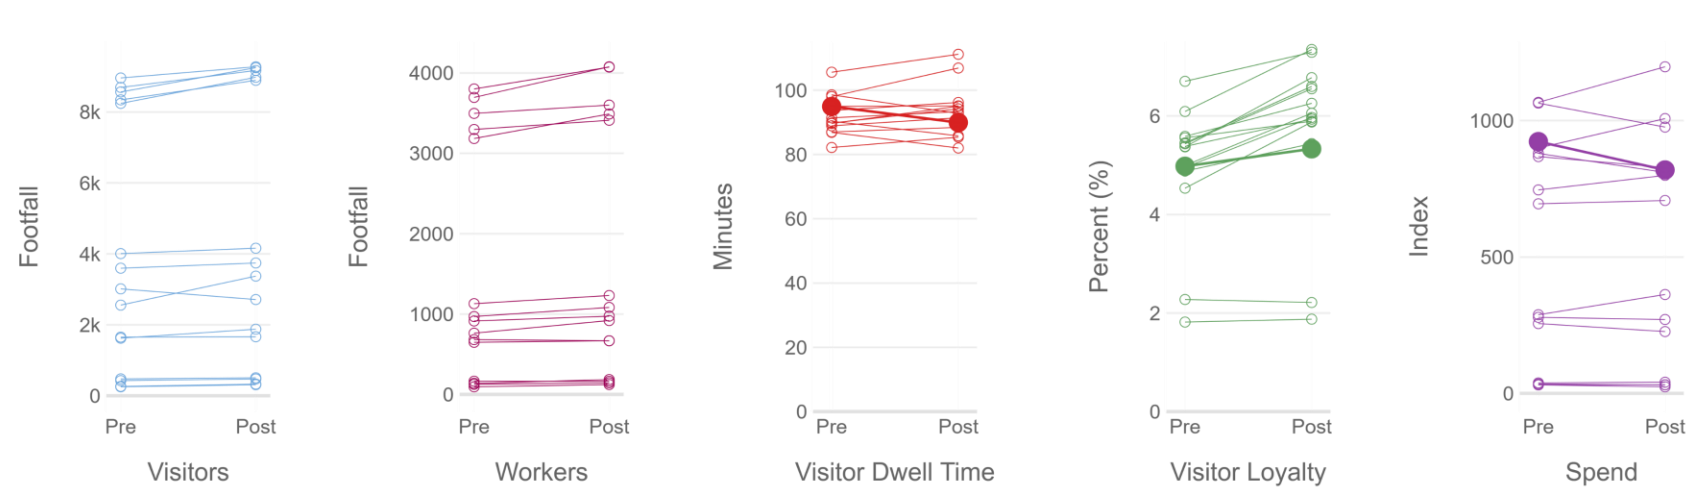 Footfall
8k
6k
4k
2k
0
Pre
Post
Visitors
Footfall
4000
3000
2000
1000
0
Pre
Post
Workers
Minutes
100
80
60
40
20
0
Pre
Post
Visitor Dwell Time
Percent (%)
6
4
2
0
Pre
Post
Visitor Loyalty
Index
1000
500
0
Pre
Post
Spend